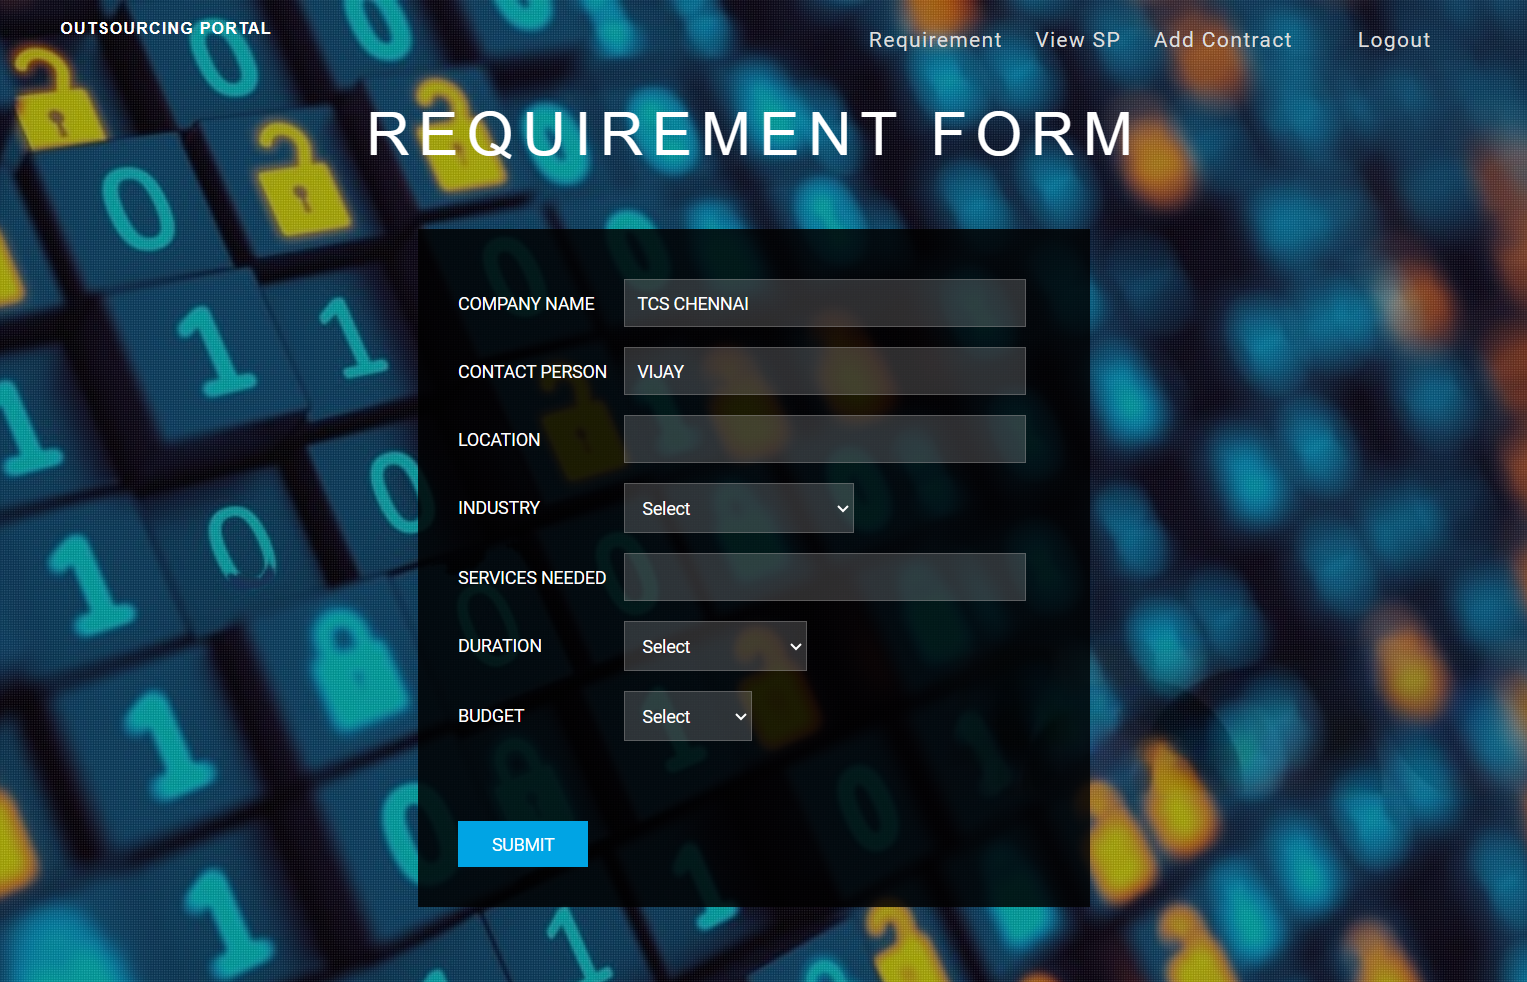 OUTSOURCING PORTAL
Requirement View SP Add Contract Logout
REQUIREMENT FORM
COMPANY NAME TCS CHENNAI
CONTACT PERSON VIJAY
LOCATION
INDUSTRY Select
SERVICES NEEDED
DURATION Select
BUDGET Select
SUBMIT